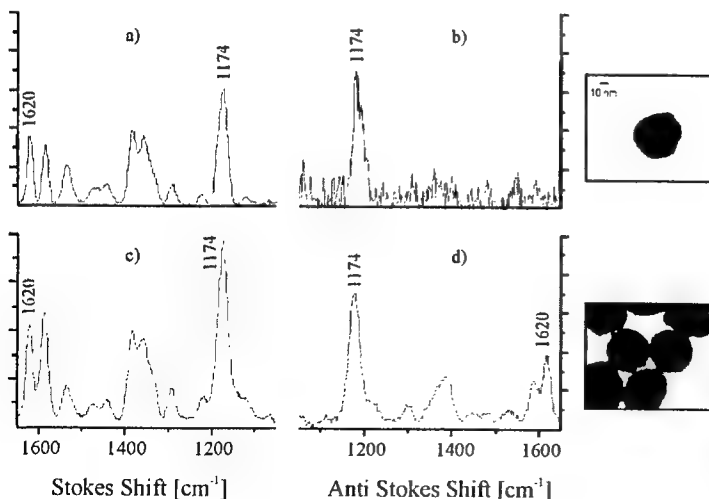 a)
1174
1620
b)
1174
10 nm
c)
1174
1620
d)
1174
1620
1600 1400 1200
1200 1400 1600
Stokes Shift [cm⁻¹]
Anti Stokes Shift [cm⁻¹]